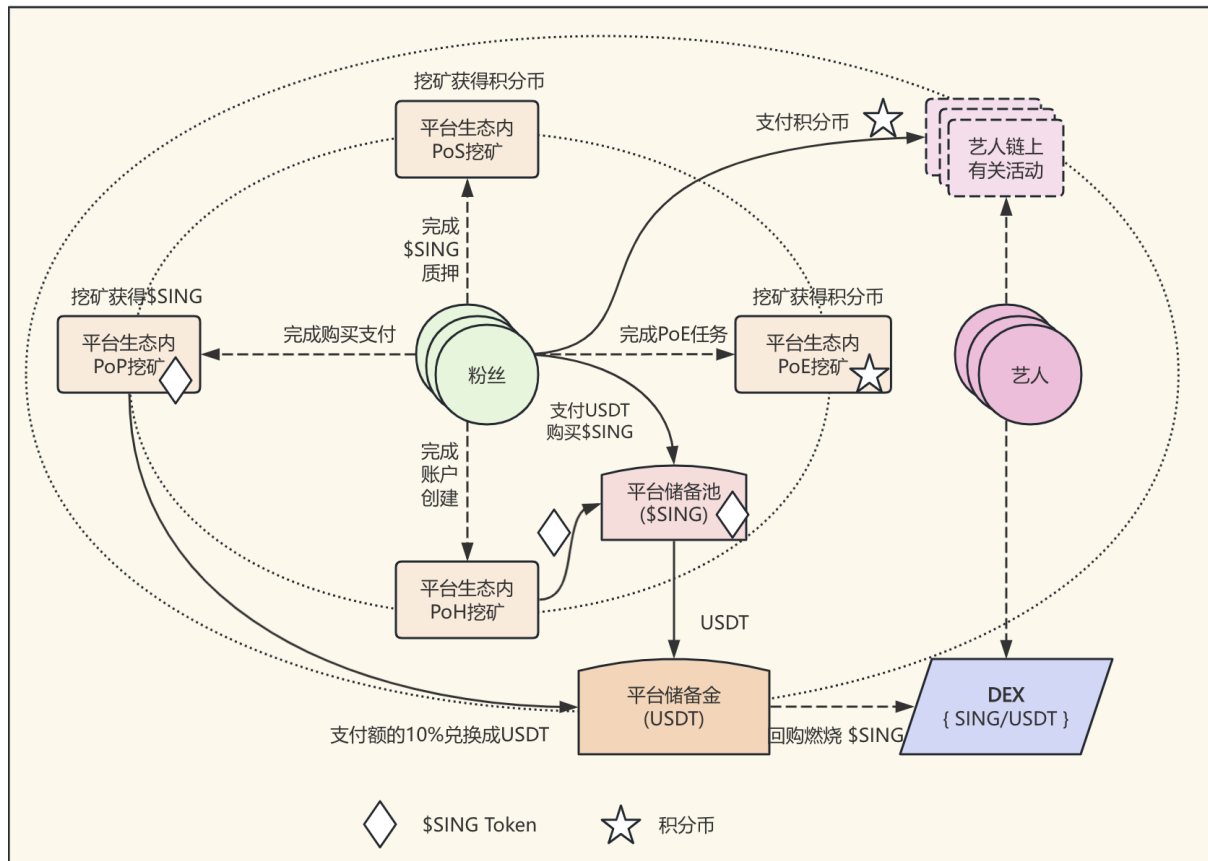 挖矿获得积分币
平台生态内
PoS挖矿
支付积分币
艺人链上
有关活动
完成
$SING
质押
挖矿获得$SING
平台生态内
PoP挖矿
完成购买支付
粉丝
完成PoE任务
挖矿获得积分币
平台生态内
PoE挖矿
艺人
支付USDT
购买$SING
完成
账户
创建
平台储备池
($SING)
平台生态内
PoH挖矿
USDT
平台储备金
(USDT)
支付额的10%兑换成USDT
回购燃烧 $SING
DEX
{ SING/USDT }
$SING Token
积分币